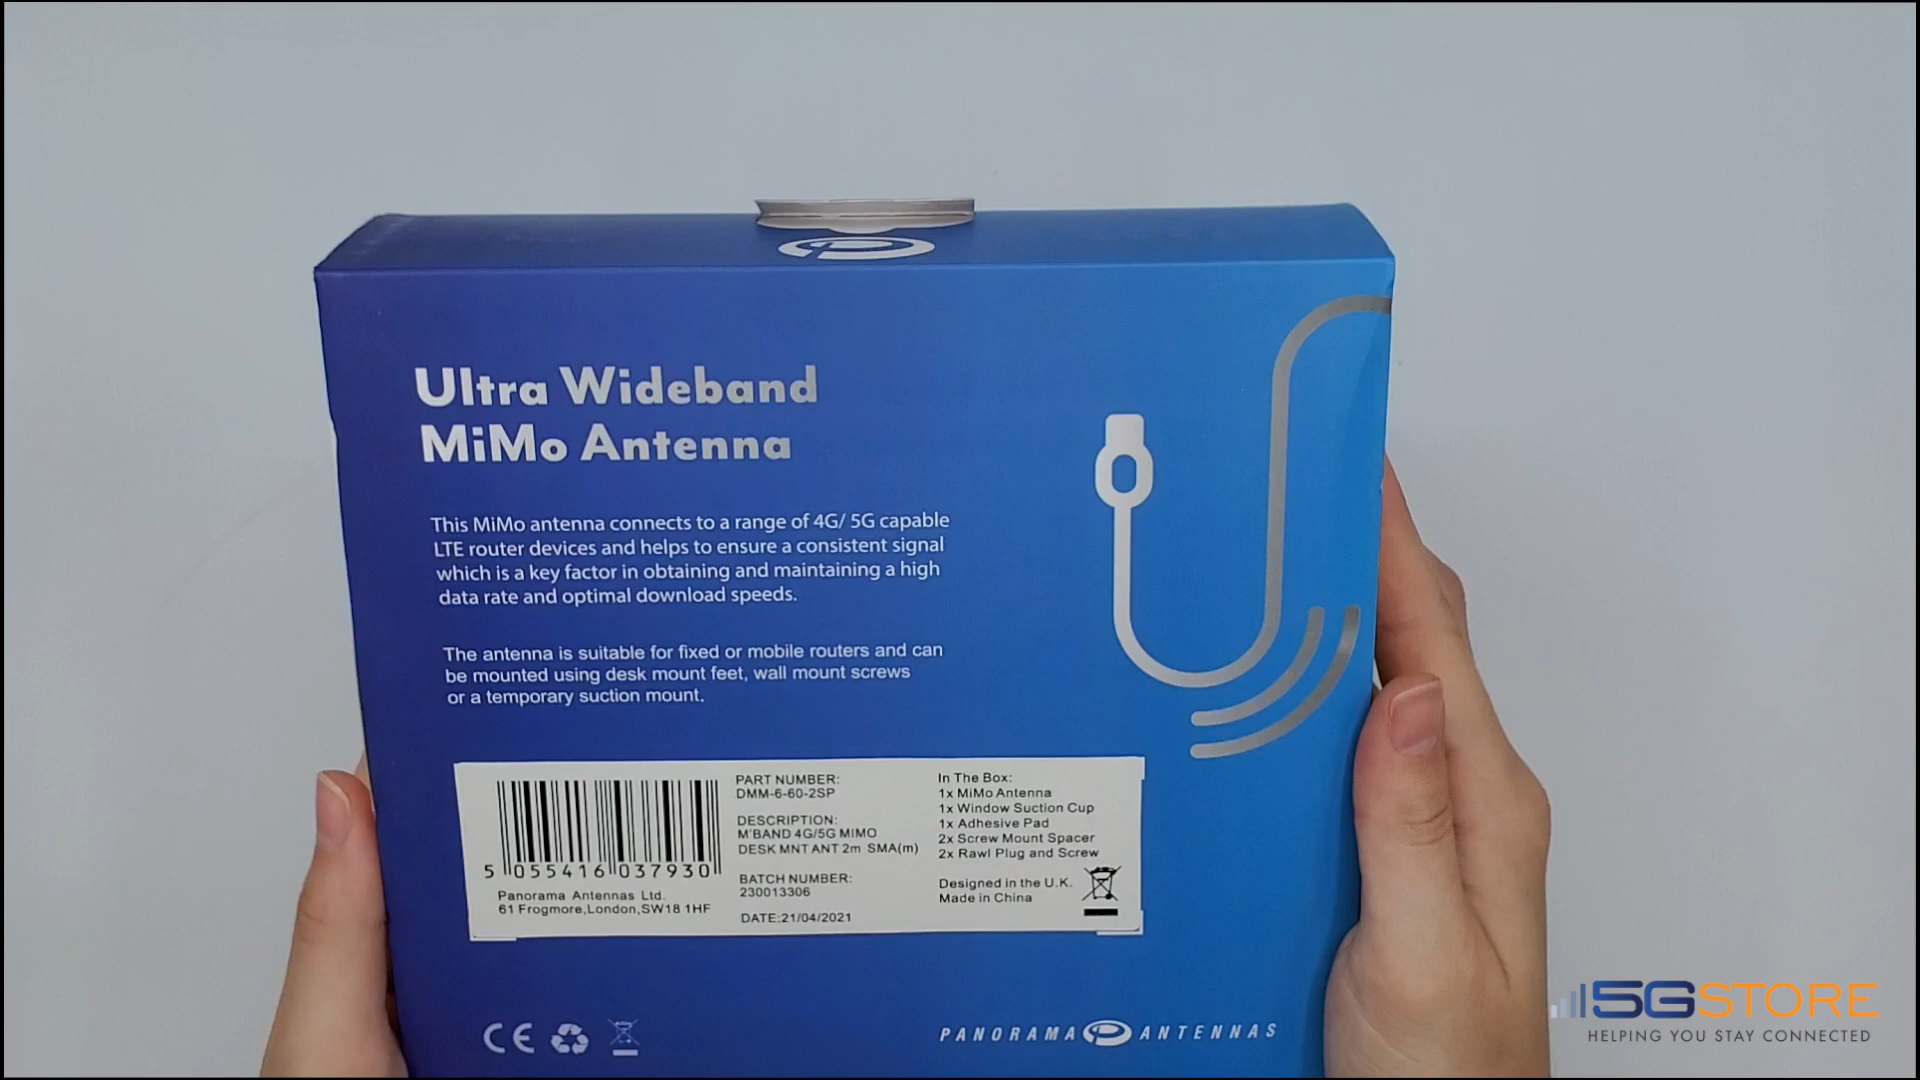 Ultra Wideband
MiMo Antenna
This MiMo antenna connects to a range of 4G/ 5G capable
LTE router devices and helps to ensure a consistent signal
which is a key factor in obtaining and maintaining a high
data rate and optimal download speeds.
The antenna is suitable for fixed or mobile routers and can
be mounted using desk mount feet, wall mount screws
or a temporary suction mount.
5 055416 037930
Panorama Antennas Ltd.
61 Frogmore,London,SW18 1HF
PART NUMBER:
DMM-6-60-2SP
DESCRIPTION:
M'BAND 4G/5G MIMO
DESK MNT ANT 2m SMA(m)
BATCH NUMBER:
230013306
DATE:21/04/2021
In The Box:
1x MiMo Antenna
1x Window Suction Cup
1x Adhesive Pad
2x Screw Mount Spacer
2x Rawl Plug and Screw
Designed in the U.K.
Made in China
CE
PANORAMA ANTENNAS
5GSTORE
HELPING YOU STAY CONNECTED